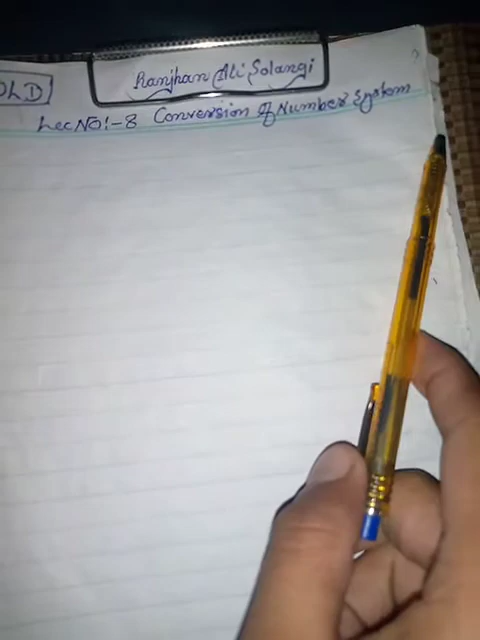 Ranjhan Ali Solangi
DLD
Lec NO:-8 Conversion of Number System